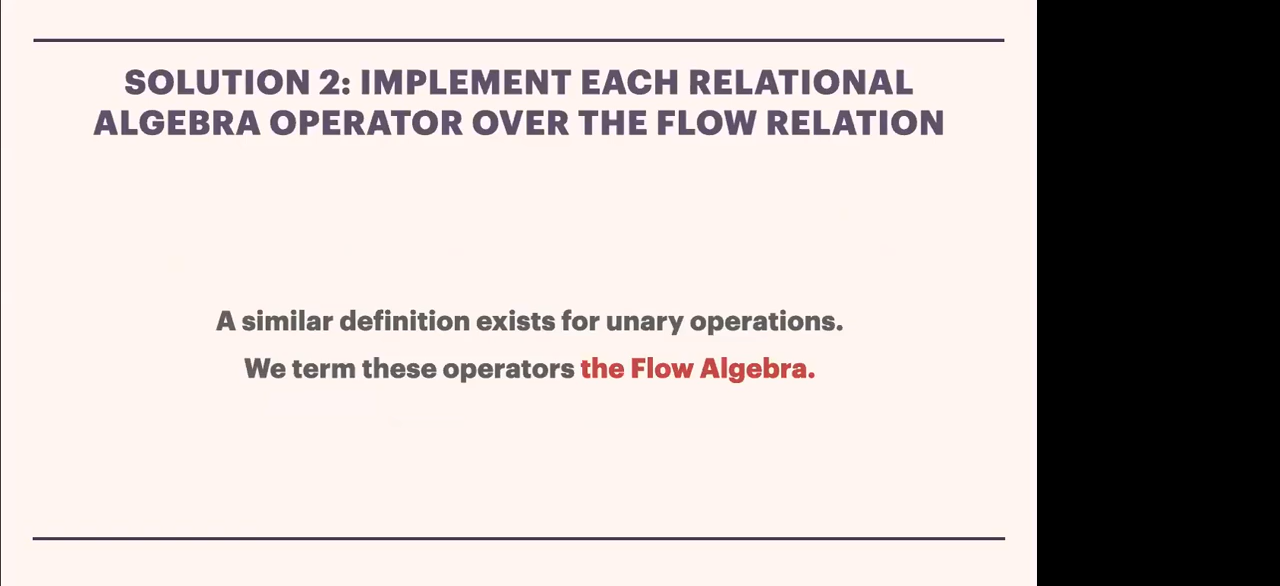 SOLUTION 2: IMPLEMENT EACH RELATIONAL
ALGEBRA OPERATOR OVER THE FLOW RELATION
A similar definition exists for unary operations.
We term these operators the Flow Algebra.